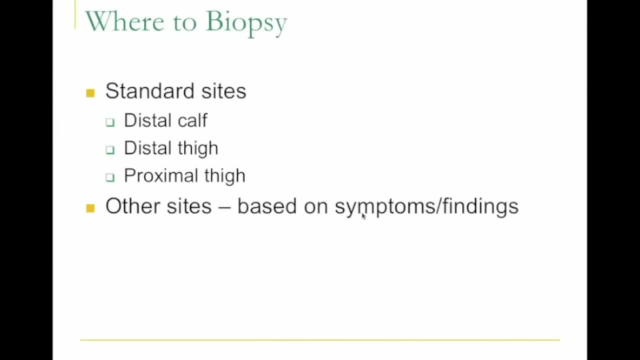 Where to Biopsy
Standard sites
Distal calf
Distal thigh
Proximal thigh
Other sites – based on symptoms/findings